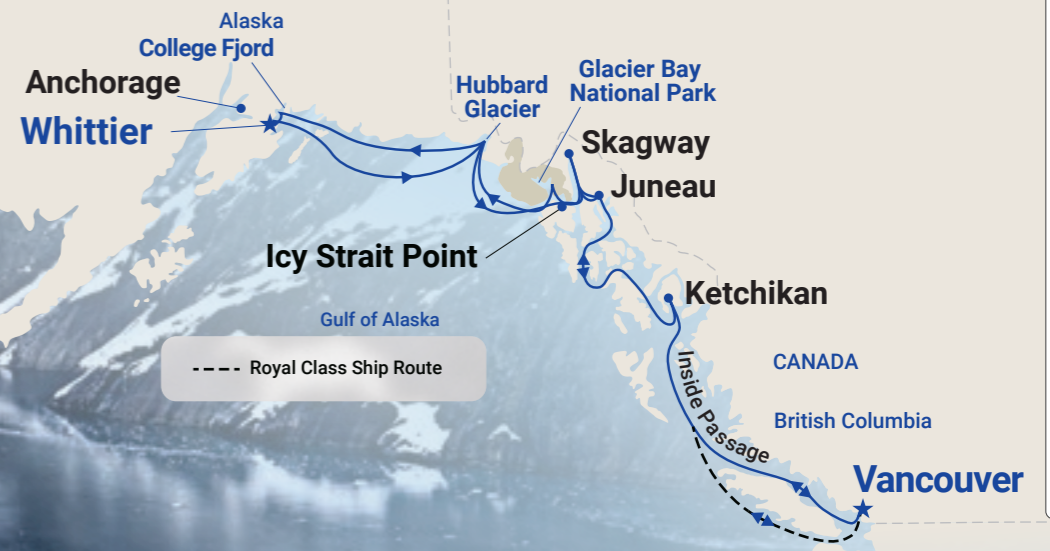 Alaska
College Fjord
Anchorage
Whittier
Hubbard
Glacier
Glacier Bay
National Park
Skagway
Juneau
Icy Strait Point
Ketchikan
Gulf of Alaska
Royal Class Ship Route
CANADA
Inside Passage
British Columbia
Vancouver